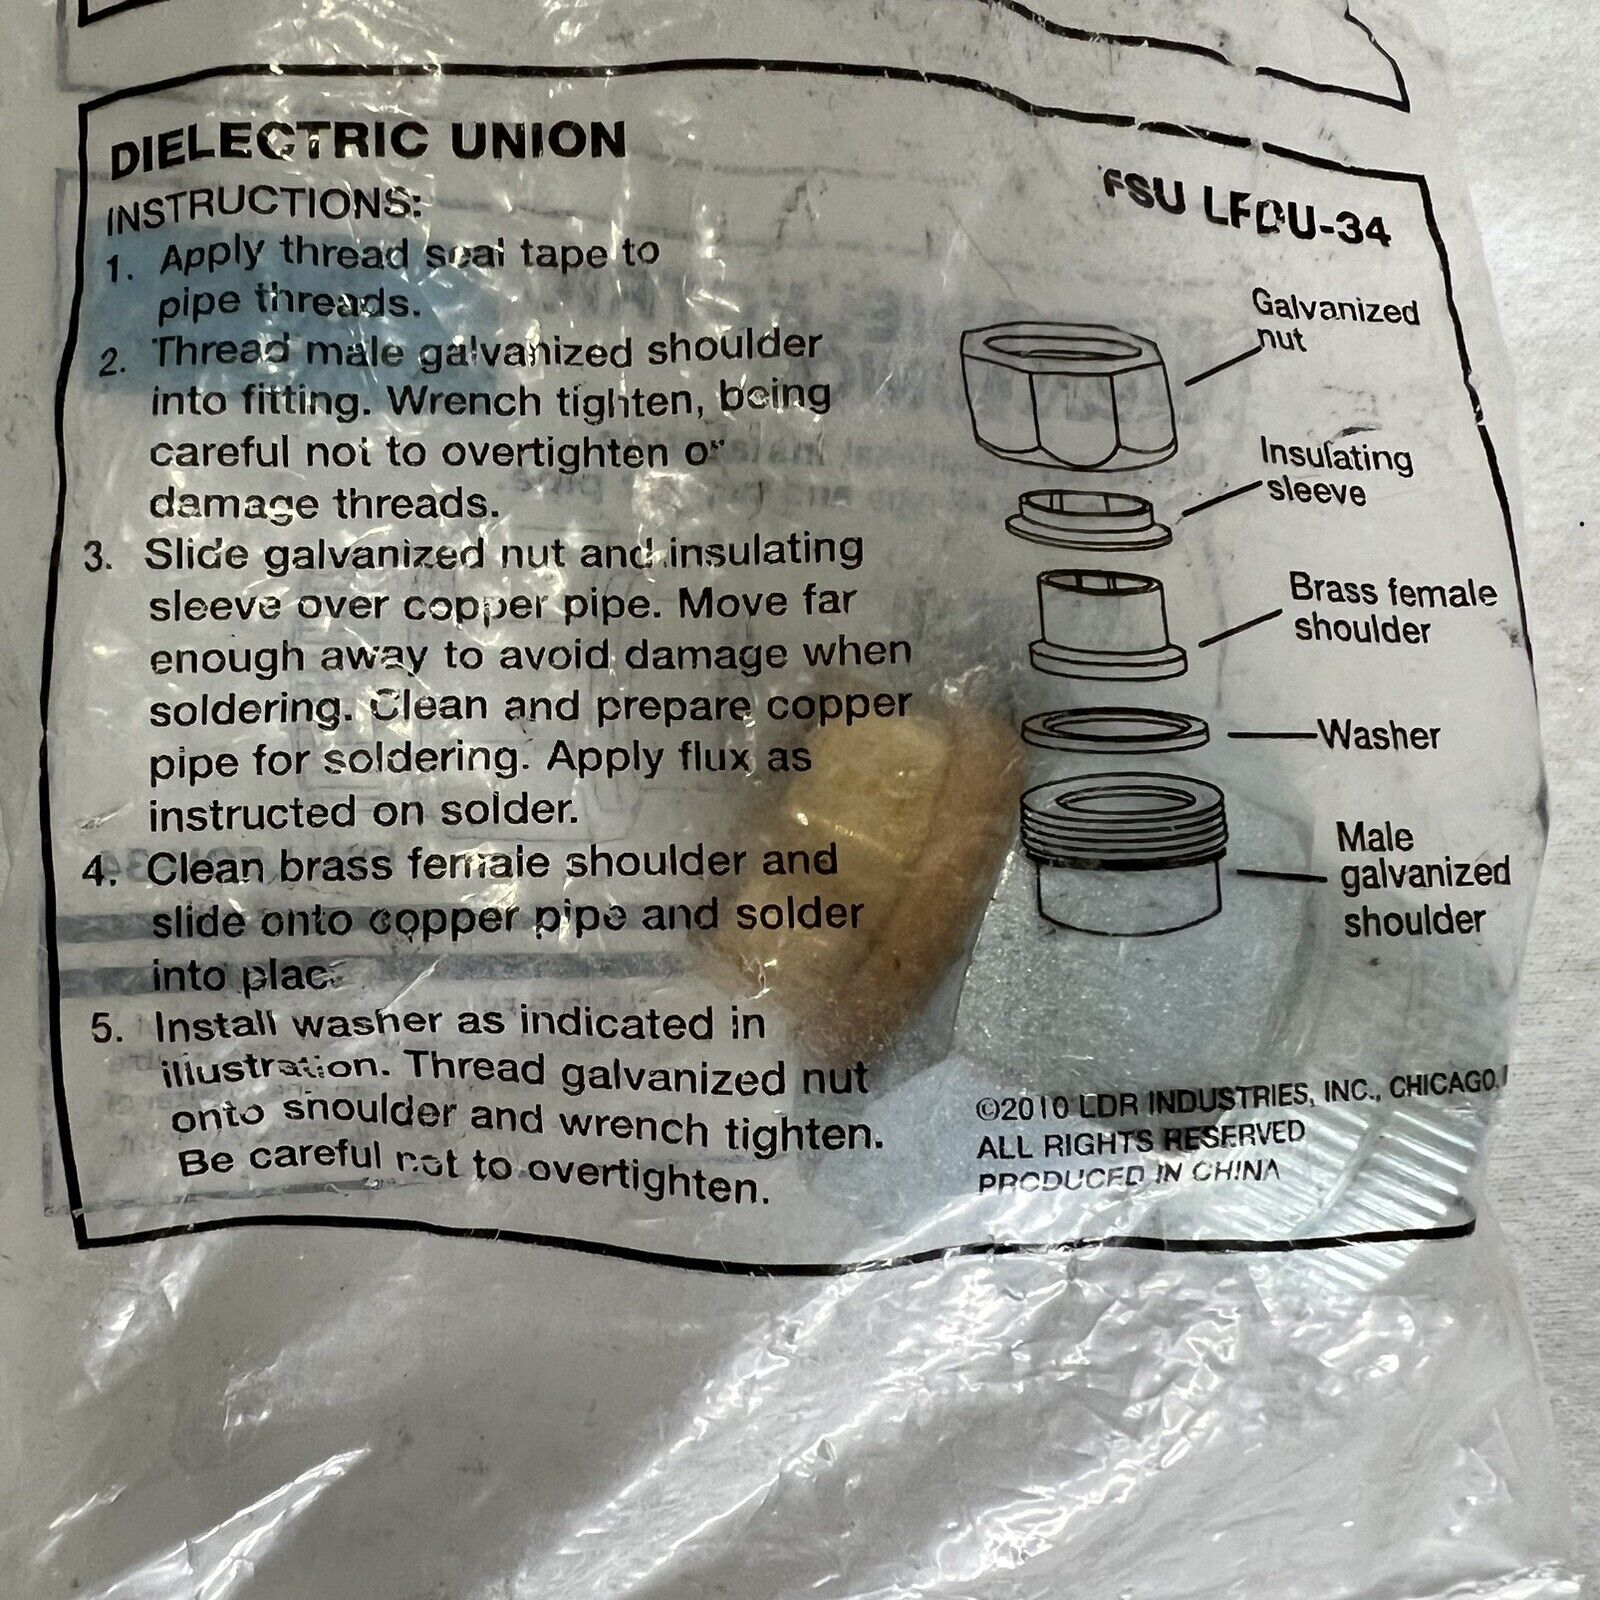 DIELECTRIC UNION
FSU LFDU-34
INSTRUCTIONS:
1. Apply thread seal tape to
pipe threads.
2. Thread male galvanized shoulder
into fitting. Wrench tighten, being
careful not to overtighten or
damage threads.
3. Slide galvanized nut and insulating
sleeve over copper pipe. Move far
enough away to avoid damage when
soldering. Clean and prepare copper
pipe for soldering. Apply flux as
instructed on solder.
4. Clean brass female shoulder and
slide onto copper pipe and solder
into place
5. Install washer as indicated in
illustration. Thread galvanized nut
onto shoulder and wrench tighten.
Be careful not to overtighten.
Galvanized
nut
Insulating
sleeve
Brass female
shoulder
Washer
Male
galvanized
shoulder
©2010 LDR INDUSTRIES, INC., CHICAGO,
ALL RIGHTS RESERVED
PRODUCED IN CHINA